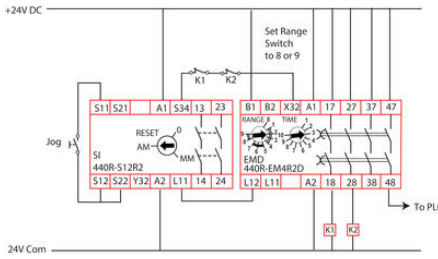 +24V DC
Set Range
Switch
to 8 or 9
K1 K2
S11 S21 A1 S34 13 23
B1 B2 X32 A1 17 27 37 47
RESET 0
AM
MM
RANGE TIME
Jog
SI
440R-S12R2
EMD
440R-EM4R2D
S12 S22 Y32 A2 L11 14 24
L12 L11 A2 18 28 38 48
To PL
K1 K2
24V Com